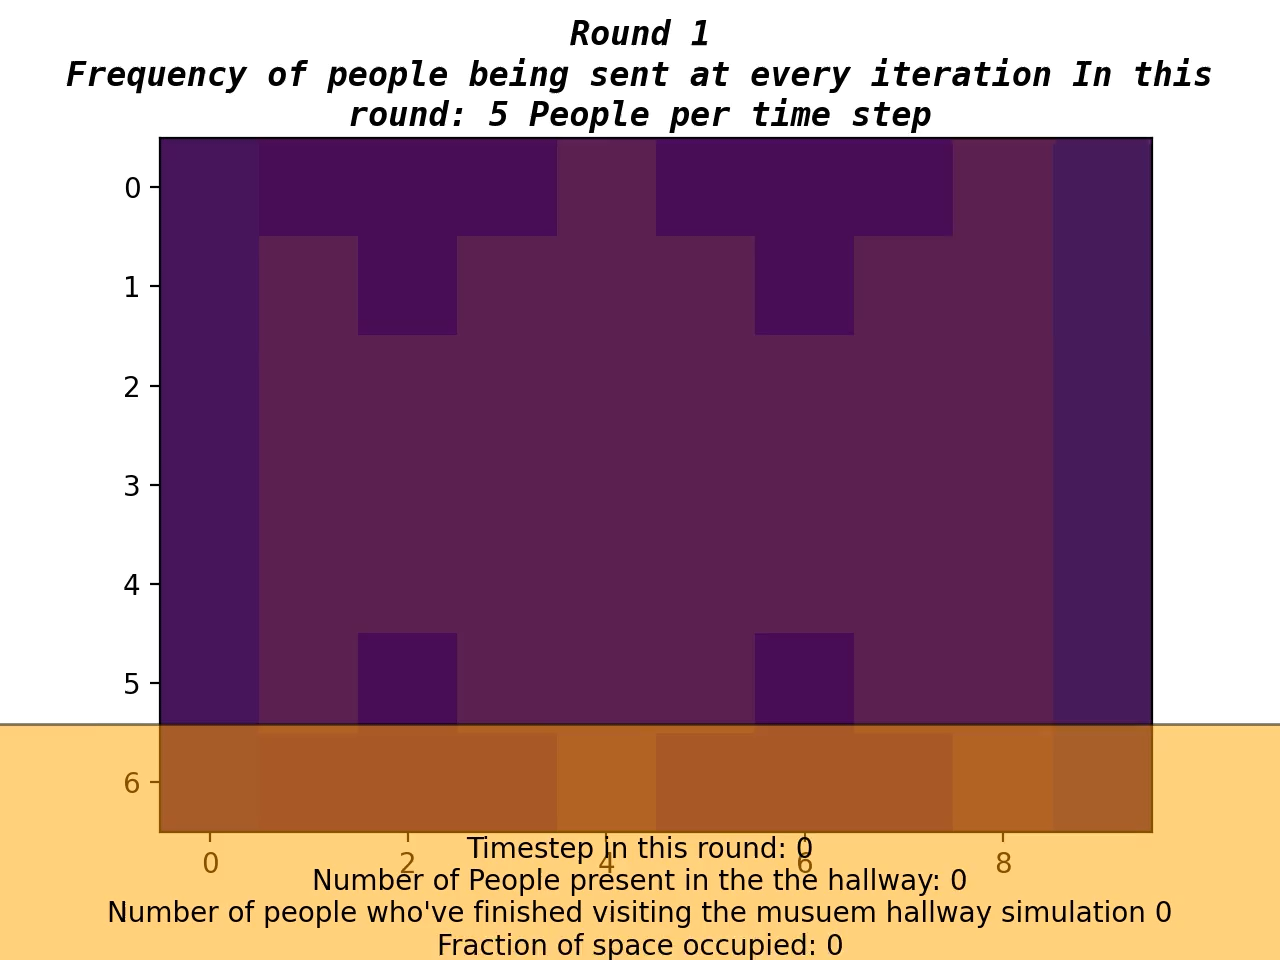 Round 1
Frequency of people being sent at every iteration In this
round: 5 People per time step
0
1
2
3
4
5
6
0 2 4 6 8
Timestep in this round: 0
Number of People present in the the hallway: 0
Number of people who've finished visiting the musuem hallway simulation 0
Fraction of space occupied: 0